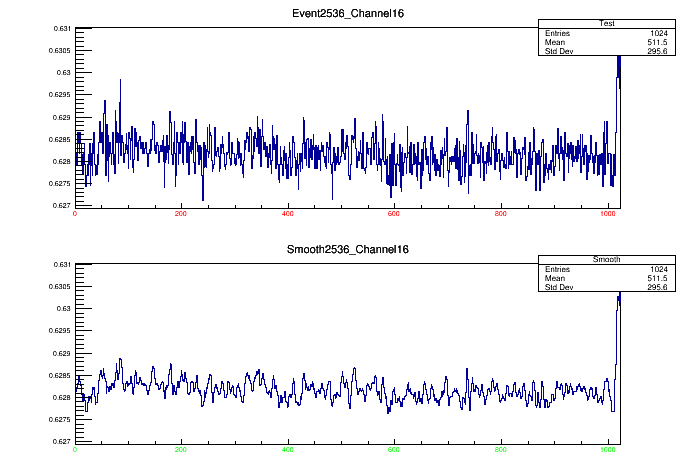 Event2536_Channel16
Test
Entries 1024
Mean 511.5
Std Dev 295.6
0.631
0.6305
0.63
0.6295
0.629
0.6285
0.628
0.6275
0.627
0 200 400 600 800 1000
Smooth2536_Channel16
Smooth
Entries 1024
Mean 511.5
Std Dev 295.6
0.631
0.6305
0.63
0.6295
0.629
0.6285
0.628
0.6275
0.627
0 200 400 600 800 1000